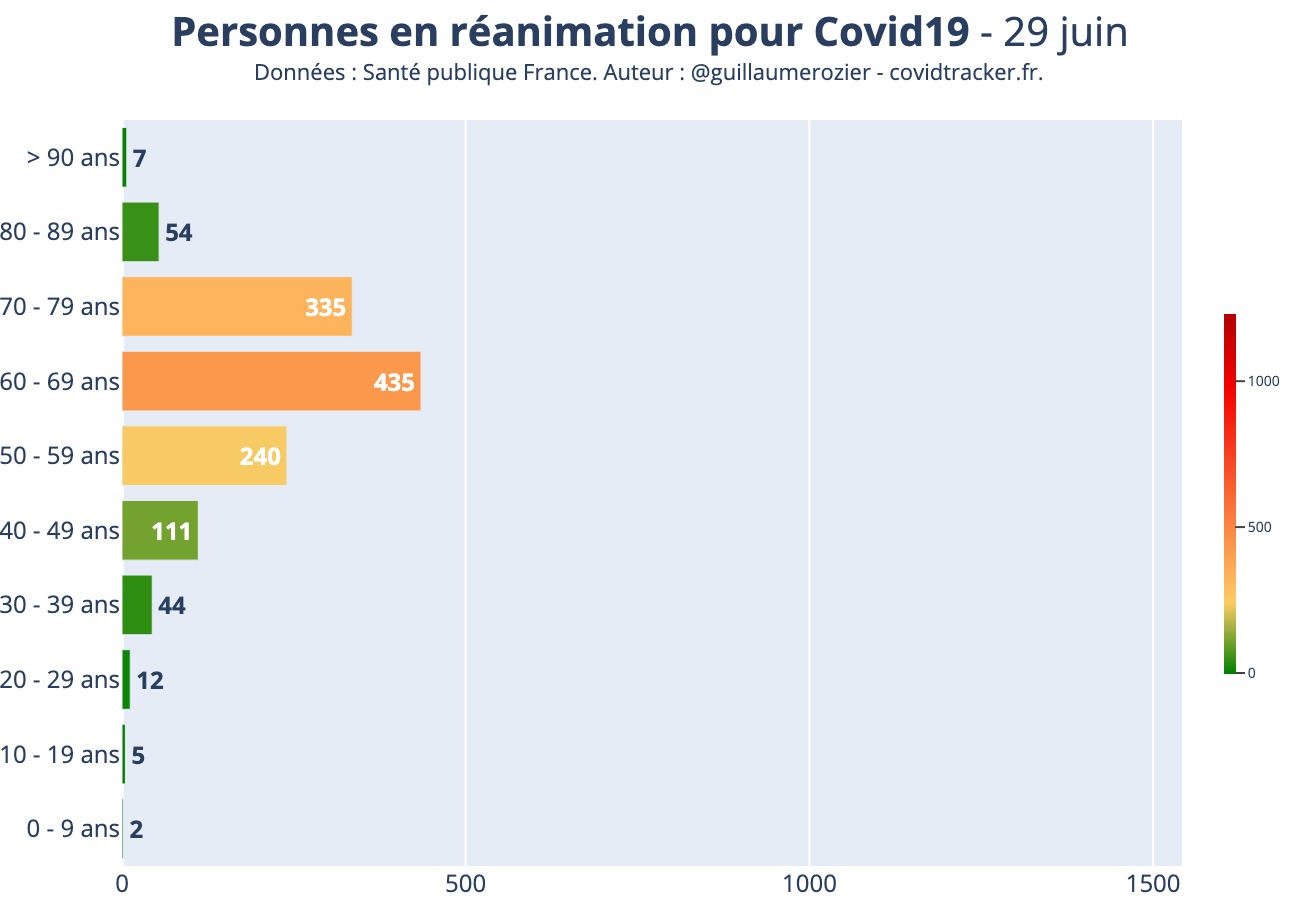 Personnes en réanimation pour Covid19 - 29 juin
Données : Santé publique France. Auteur : @guillaumerozier - covidtracker.fr.
> 90 ans 7
80 - 89 ans 54
70 - 79 ans 335
60 - 69 ans 435
50 - 59 ans 240
40 - 49 ans 111
30 - 39 ans 44
20 - 29 ans 12
10 - 19 ans 5
0 - 9 ans 2
0 500 1000 1500
1000
500
0